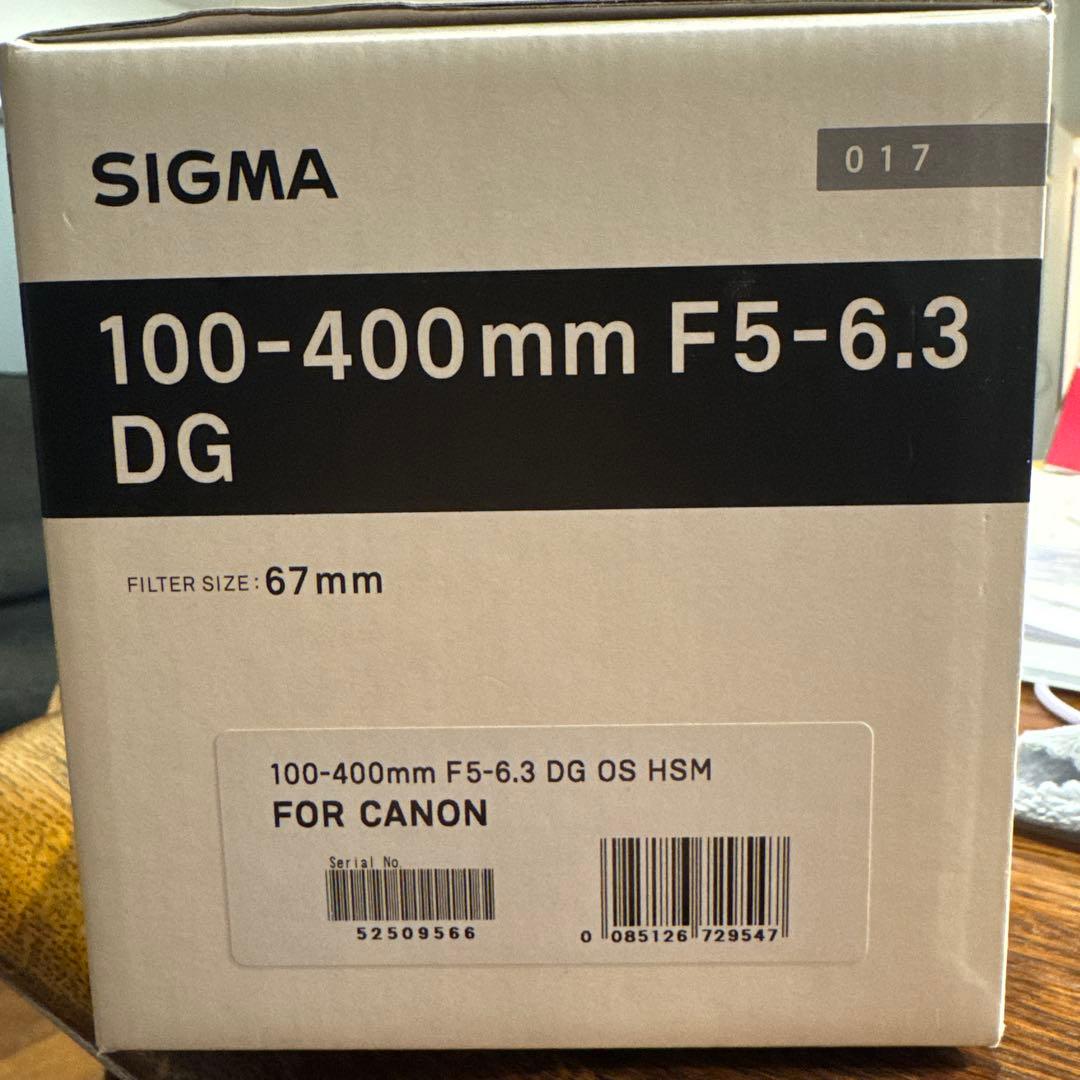 SIGMA
017
100-400mm F5-6.3
DG
FILTER SIZE: 67mm
100-400mm F5-6.3 DG OS HSM
FOR CANON
Serial No.
52509566
0 085126 729547